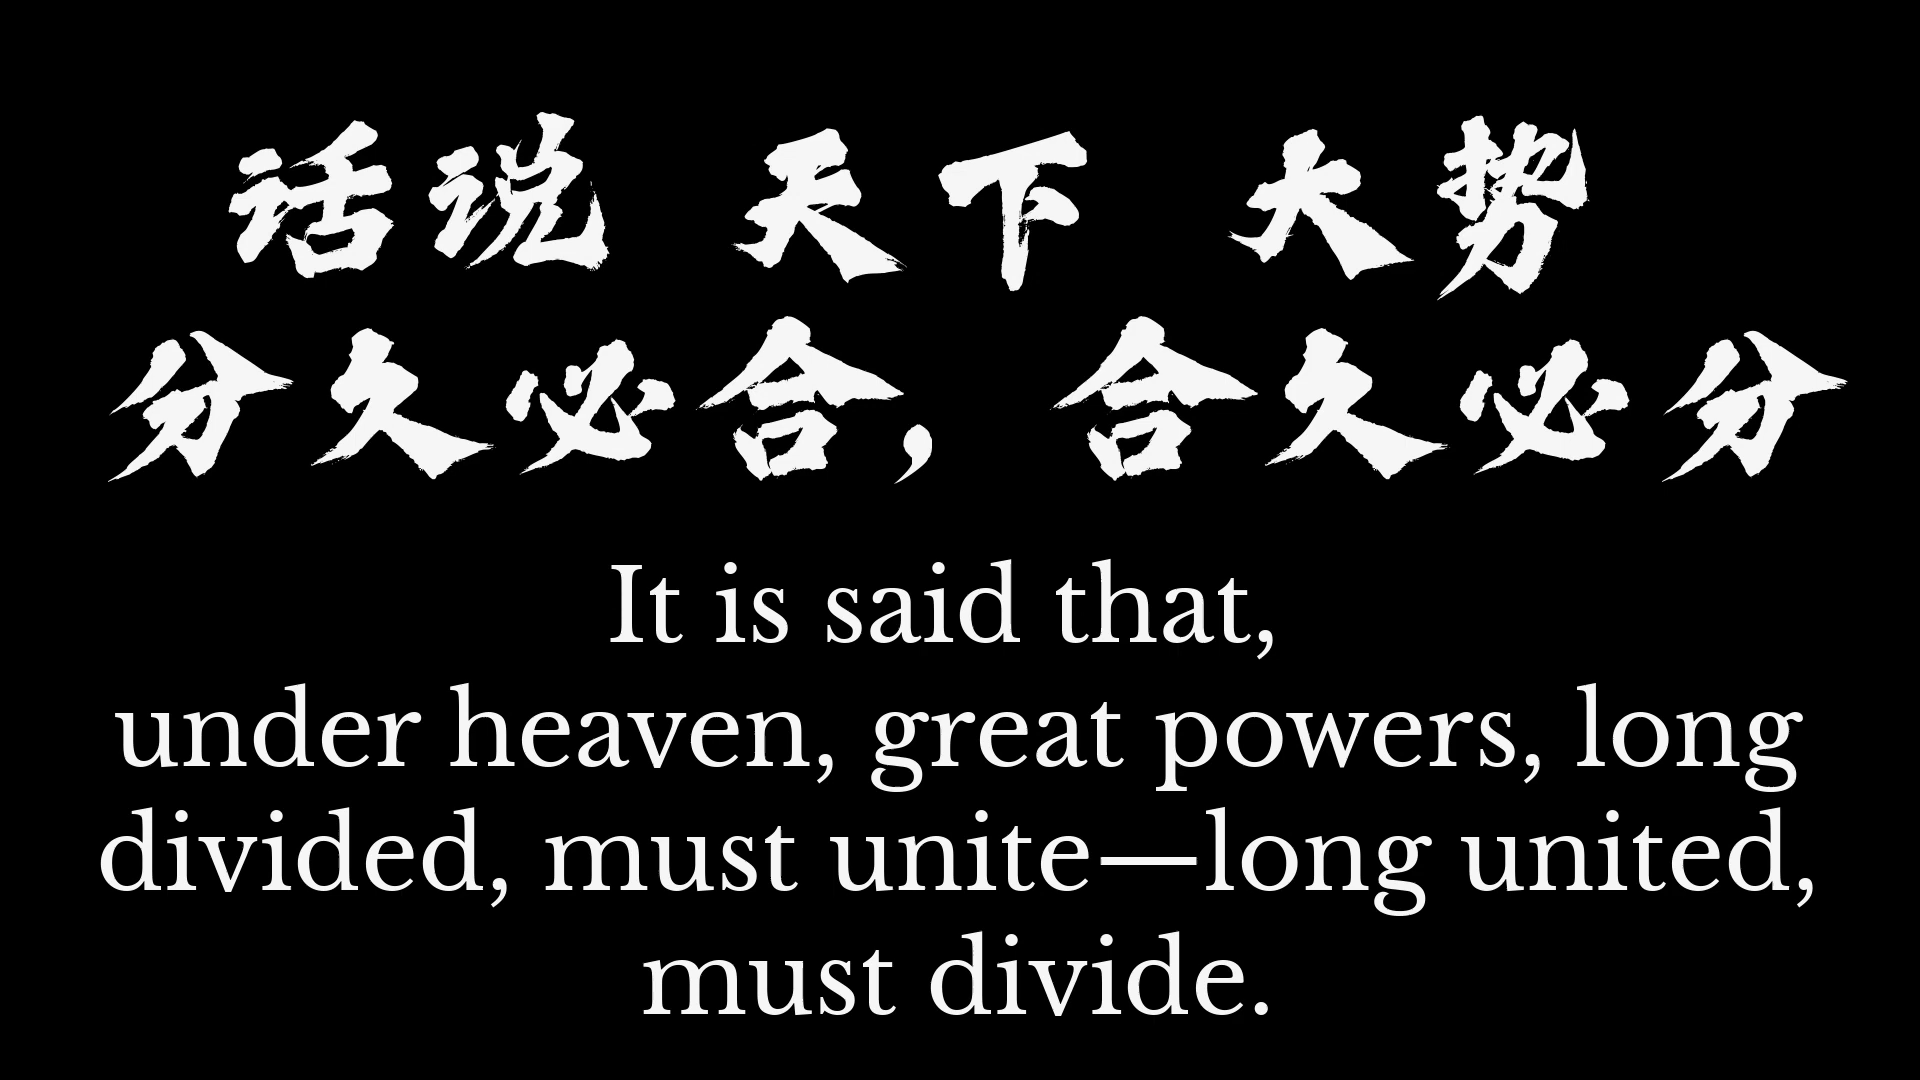 话说 天下 大势
分久必合，合久必分
It is said that,
under heaven, great powers, long
divided, must unite—long united,
must divide.